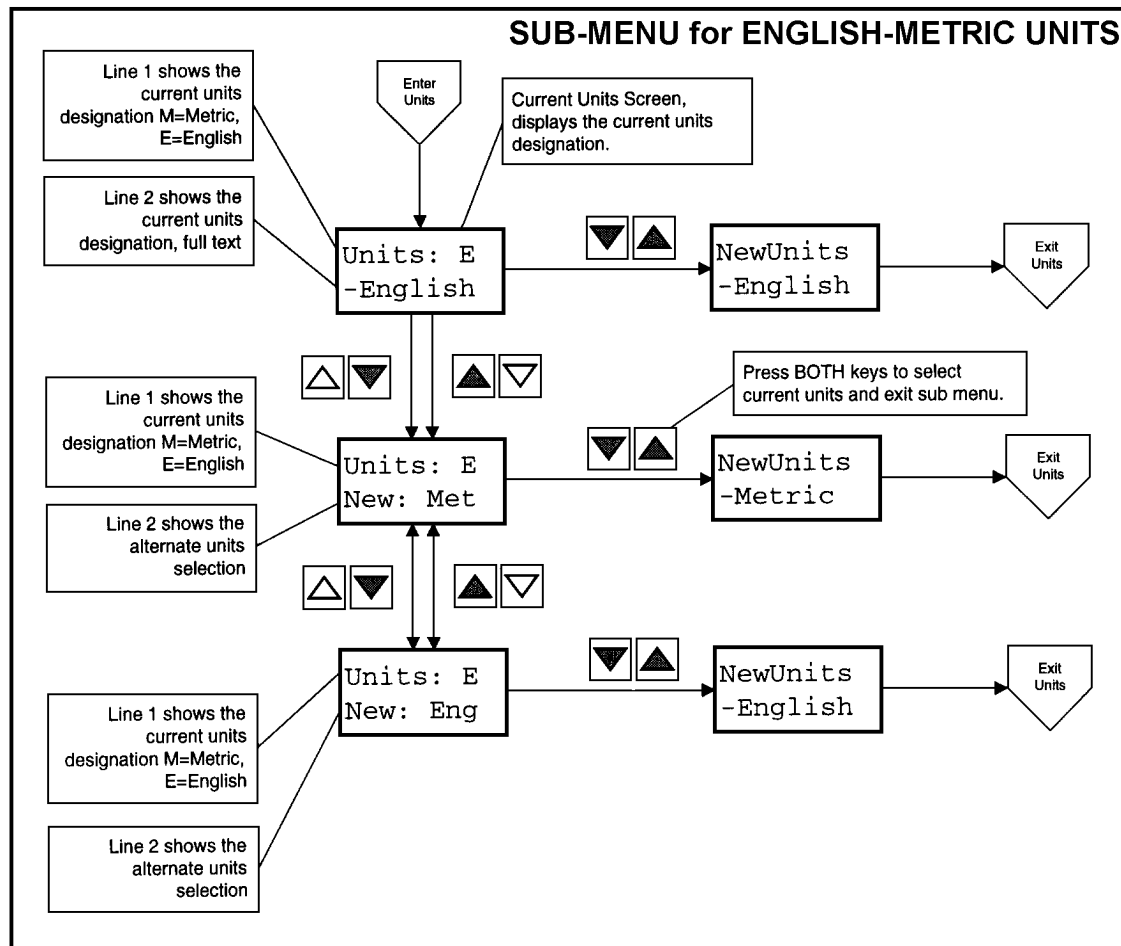 SUB-MENU for ENGLISH-METRIC UNITS
Line 1 shows the
current units
designation M=Metric,
E=English
Enter
Units
Current Units Screen,
displays the current units
designation.
Line 2 shows the
current units
designation, full text
Units: E
-English
NewUnits
-English
Exit
Units
Line 1 shows the
current units
designation M=Metric,
E=English
Press BOTH keys to select
current units and exit sub menu.
Units: E
New: Met
NewUnits
-Metric
Exit
Units
Line 2 shows the
alternate units
selection
Units: E
New: Eng
NewUnits
-English
Exit
Units
Line 1 shows the
current units
designation M=Metric,
E=English
Line 2 shows the
alternate units
selection